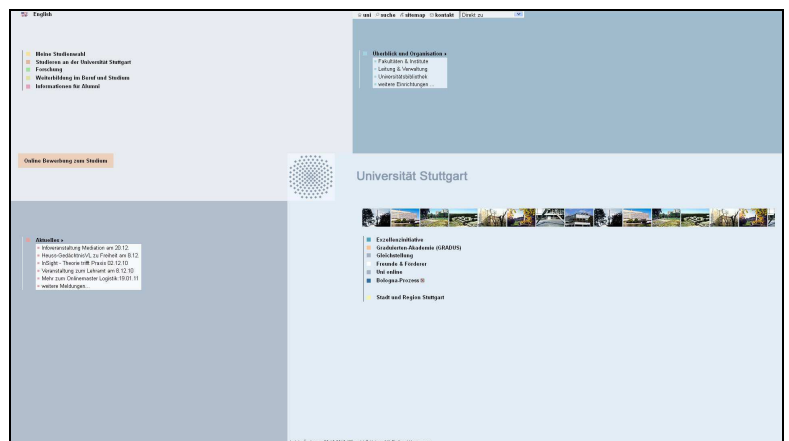 English
uni suche sitemap kontakt Direkt zu
Meine Studienwahl
Studieren an der Universität Stuttgart
Forschung
Weiterbildung im Beruf und Studium
Informationen für Alumni
Überblick und Organisation »
Fakultäten & Institute
Leitung & Verwaltung
Universitätsbibliothek
weitere Einrichtungen ...
Online-Bewerbung zum Studium
Universität Stuttgart
Aktuelles »
Infoveranstaltung Mediation am 20.12.
Heuss-GedächtnisVL zu Freiheit am 8.12.
InSight - Theorie trifft Praxis 02.12.10
Veranstaltung zum Lehramt am 8.12.10
Mehr zum Onlinemaster Logistik 19.01.11
weitere Meldungen...
Exzellenzinitiative
Graduierten-Akademie (GRADUS)
Gleichstellung
Freunde & Förderer
Uni online
Bologna-Prozess
Stadt und Region Stuttgart